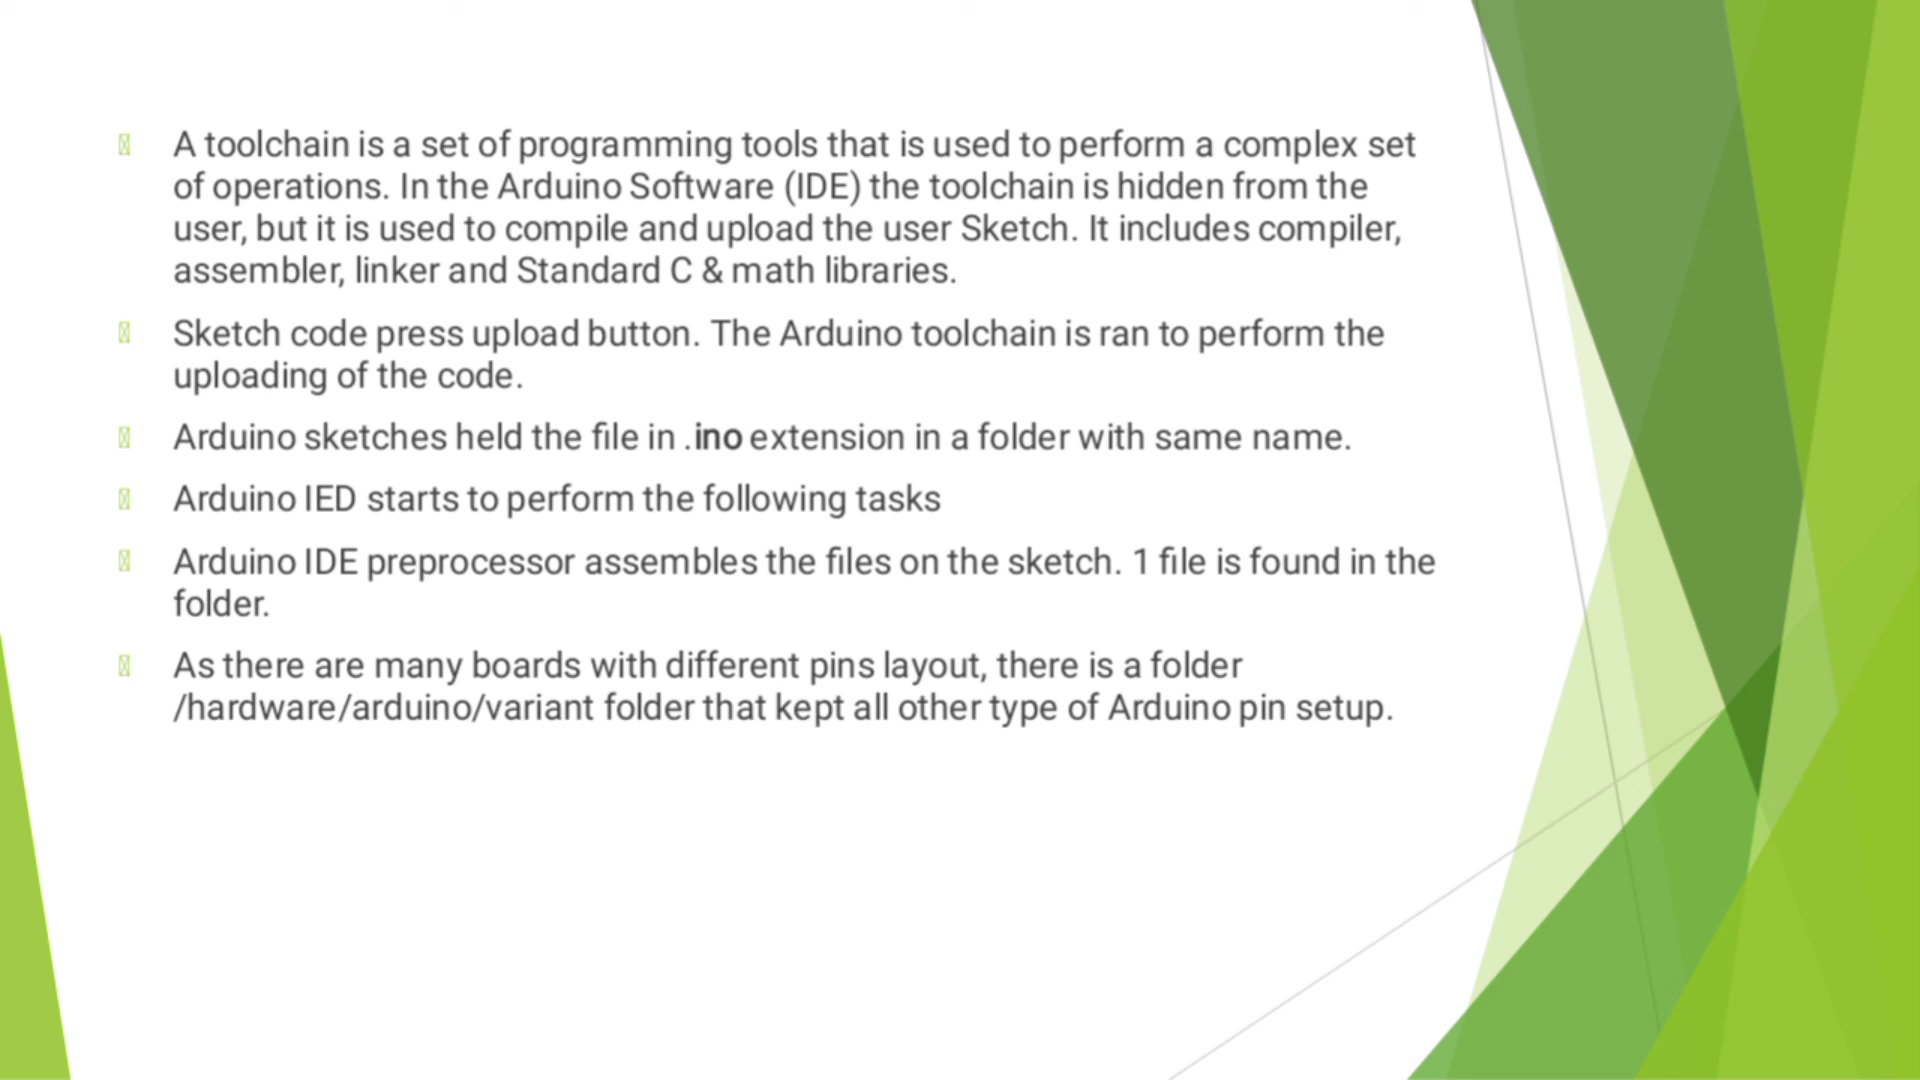 A toolchain is a set of programming tools that is used to perform a complex set
of operations. In the Arduino Software (IDE) the toolchain is hidden from the
user, but it is used to compile and upload the user Sketch. It includes compiler,
assembler, linker and Standard C & math libraries.
Sketch code press upload button. The Arduino toolchain is ran to perform the
uploading of the code.
Arduino sketches held the file in .ino extension in a folder with same name.
Arduino IED starts to perform the following tasks
Arduino IDE preprocessor assembles the files on the sketch. 1 file is found in the
folder.
As there are many boards with different pins layout, there is a folder
/hardware/arduino/variant folder that kept all other type of Arduino pin setup.